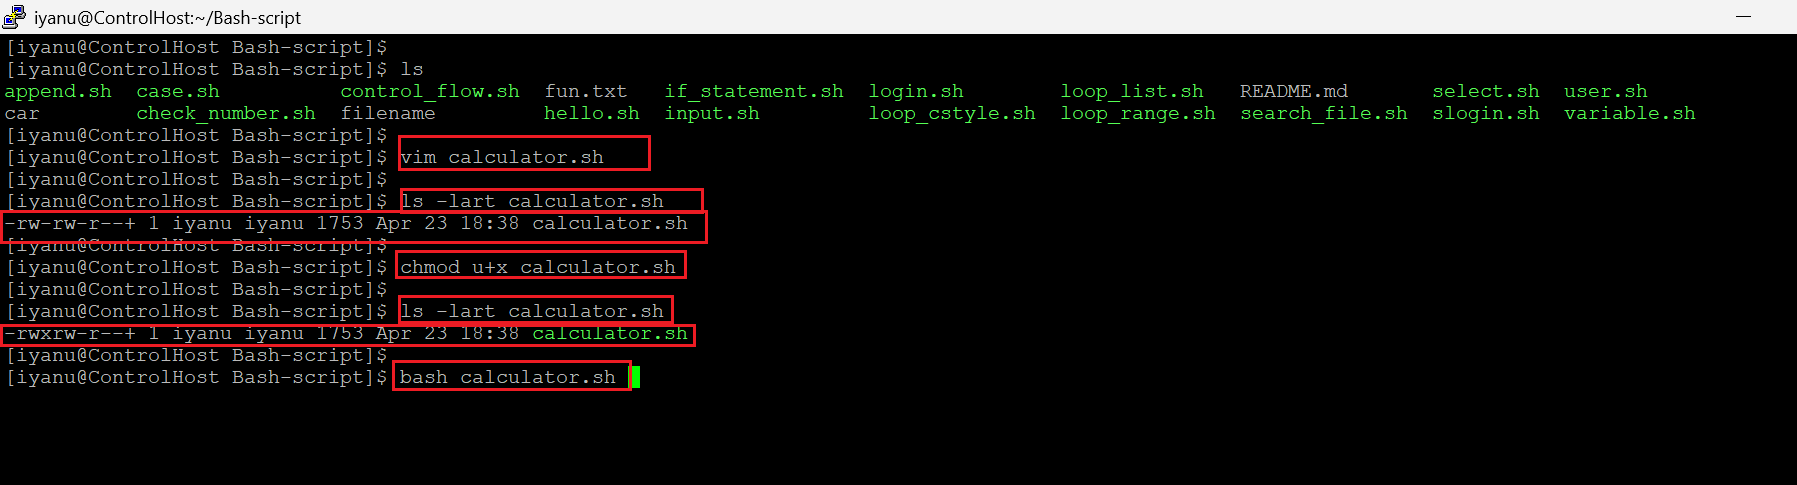 iyanu@ControlHost:~/Bash-script
[iyanu@ControlHost Bash-script]$
[iyanu@ControlHost Bash-script]$ ls
append.sh case.sh control_flow.sh fun.txt if_statement.sh login.sh loop_list.sh README.md select.sh user.sh
car check_number.sh filename hello.sh input.sh loop_cstyle.sh loop_range.sh search_file.sh slogin.sh variable.sh
[iyanu@ControlHost Bash-script]$
[iyanu@ControlHost Bash-script]$ vim calculator.sh
[iyanu@ControlHost Bash-script]$
[iyanu@ControlHost Bash-script]$ ls -lart calculator.sh
-rw-rw-r--+ 1 iyanu iyanu 1753 Apr 23 18:38 calculator.sh
[iyanu@ControlHost Bash-script]$
[iyanu@ControlHost Bash-script]$ chmod u+x calculator.sh
[iyanu@ControlHost Bash-script]$
[iyanu@ControlHost Bash-script]$ ls -lart calculator.sh
-rwxrw-r--+ 1 iyanu iyanu 1753 Apr 23 18:38 calculator.sh
[iyanu@ControlHost Bash-script]$
[iyanu@ControlHost Bash-script]$ bash calculator.sh